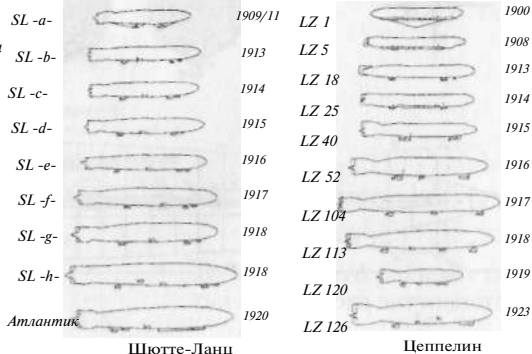 SL -a- 1909/11
SL -b- 1913
SL -c- 1914
SL -d- 1915
SL -e- 1916
SL -f- 1917
SL -g- 1918
SL -h- 1918
Атлантик 1920
Шютте-Ланц
LZ 1 1900
LZ 5 1908
LZ 18 1913
LZ 25 1914
LZ 40 1915
LZ 52 1916
LZ 104 1917
LZ 113 1918
LZ 120 1919
LZ 126 1923
Цеппелин